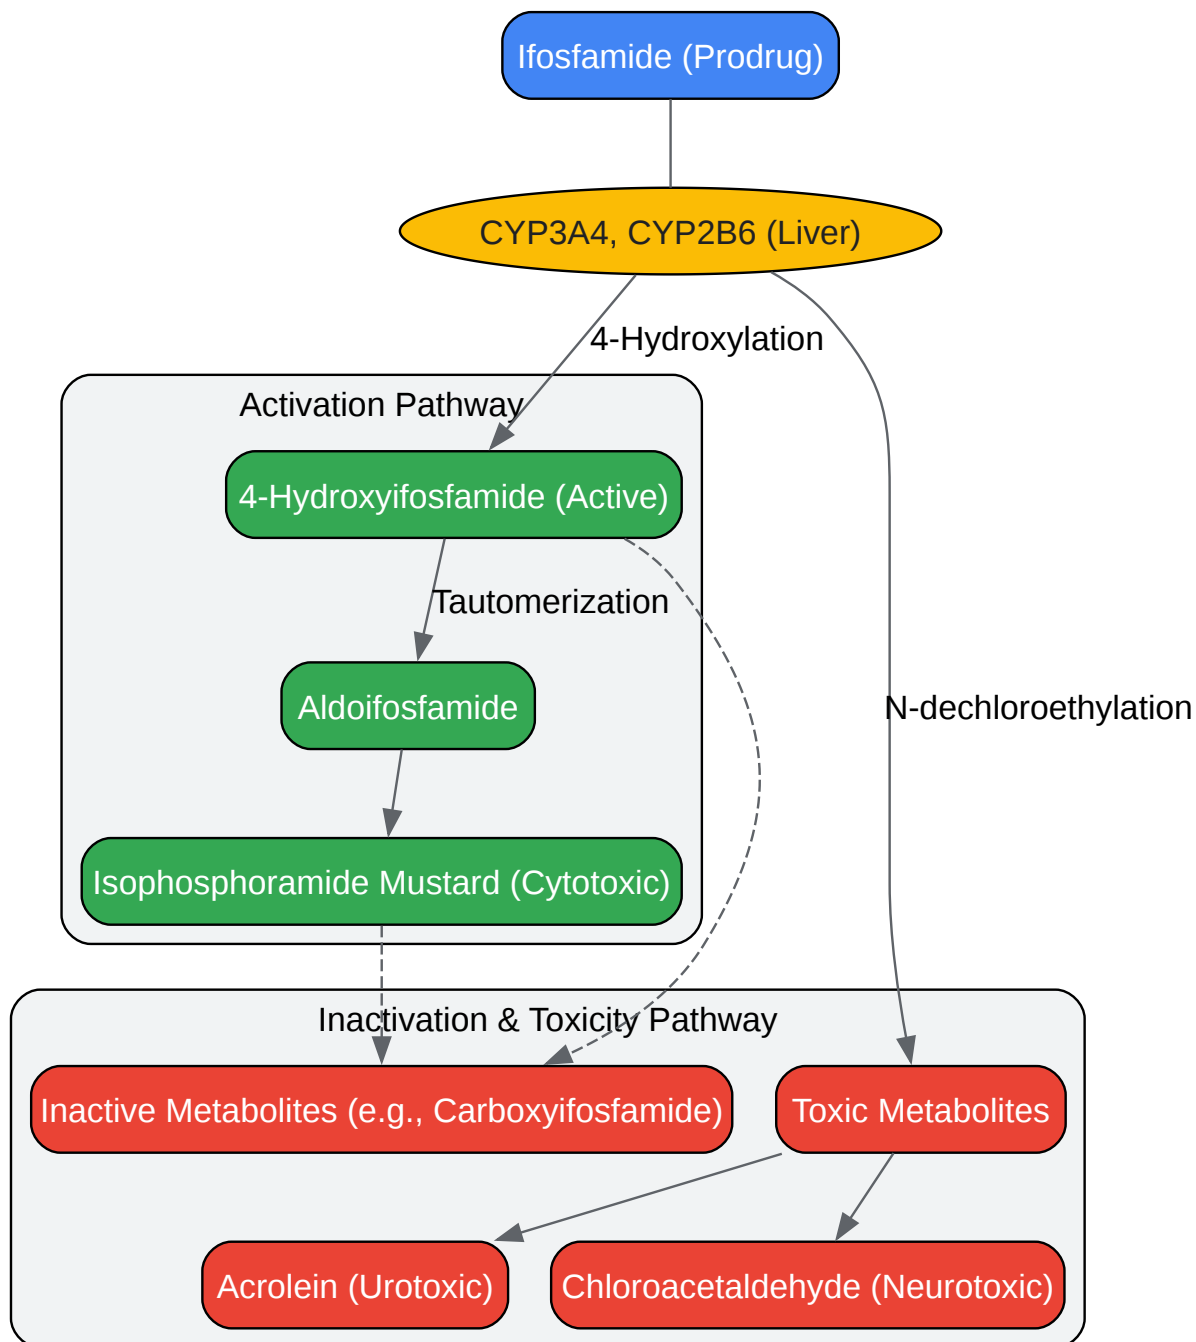 Ifosfamide (Prodrug)
CYP3A4, CYP2B6 (Liver)
4-Hydroxylation
Activation Pathway
4-Hydroxyifosfamide (Active)
Tautomerization
Aldoifosfamide
N-dechloroethylation
Isophosphoramide Mustard (Cytotoxic)
Inactivation & Toxicity Pathway
Inactive Metabolites (e.g., Carboxyifosfamide)
Toxic Metabolites
Acrolein (Urotoxic)
Chloroacetaldehyde (Neurotoxic)